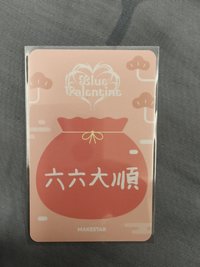 Blue
Valentine
六六大順
MAKESTAR